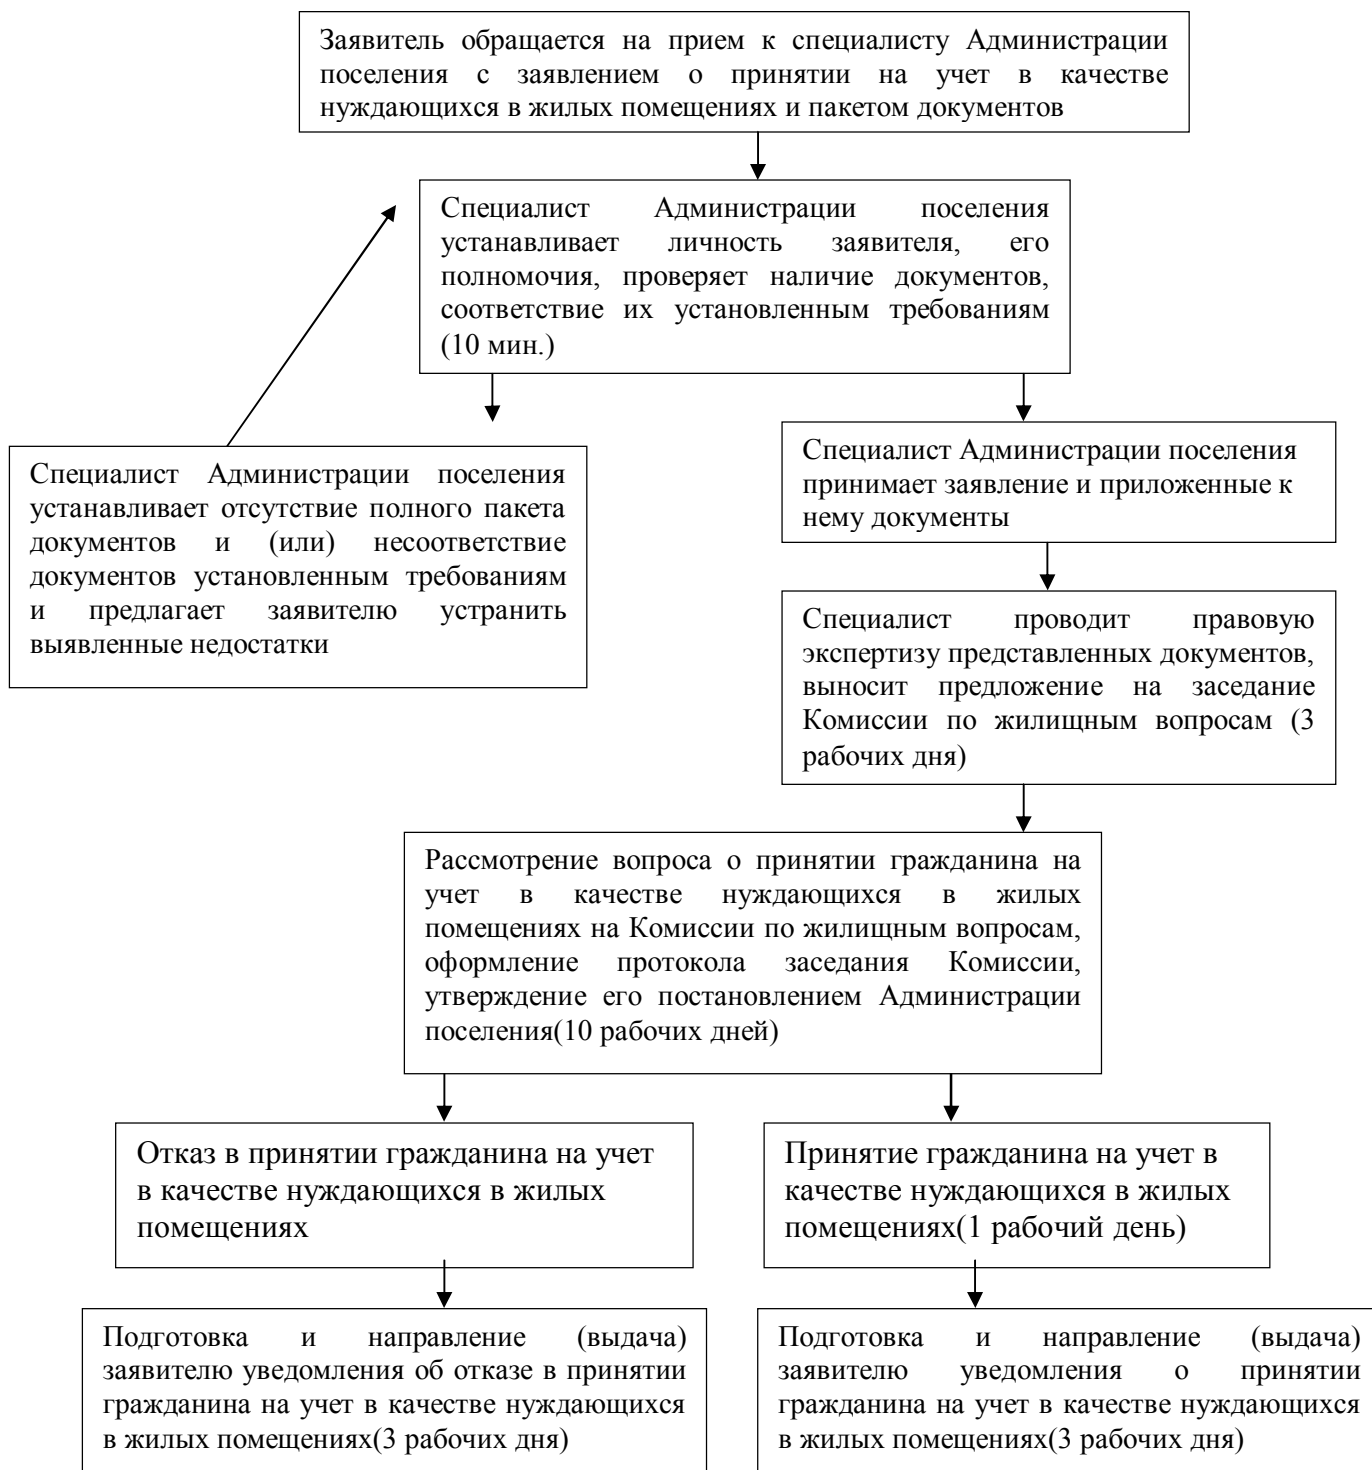 Заявитель обращается на прием к специалисту Администрации
поселения с заявлением о принятии на учет в качестве
нуждающихся в жилых помещениях и пакетом документов
Специалист Администрации поселения
устанавливает личность заявителя, его
полномочия, проверяет наличие документов,
соответствие их установленным требованиям
(10 мин.)
Специалист Администрации поселения
устанавливает отсутствие полного пакета
документов и (или) несоответствие
документов установленным требованиям
и предлагает заявителю устранить
выявленные недостатки
Специалист Администрации поселения
принимает заявление и приложенные к
нему документы
Специалист проводит правовую
экспертизу представленных документов,
выносит предложение на заседание
Комиссии по жилищным вопросам (3
рабочих дня)
Рассмотрение вопроса о принятии гражданина на
учет в качестве нуждающихся в жилых
помещениях на Комиссии по жилищным вопросам,
оформление протокола заседания Комиссии,
утверждение его постановлением Администрации
поселения(10 рабочих дней)
Отказ в принятии гражданина на учет
в качестве нуждающихся в жилых
помещениях
Принятие гражданина на учет в
качестве нуждающихся в жилых
помещениях(1 рабочий день)
Подготовка и направление (выдача)
заявителю уведомления об отказе в принятии
гражданина на учет в качестве нуждающихся
в жилых помещениях(3 рабочих дня)
Подготовка и направление (выдача)
заявителю уведомления о принятии
гражданина на учет в качестве нуждающихся
в жилых помещениях(3 рабочих дня)